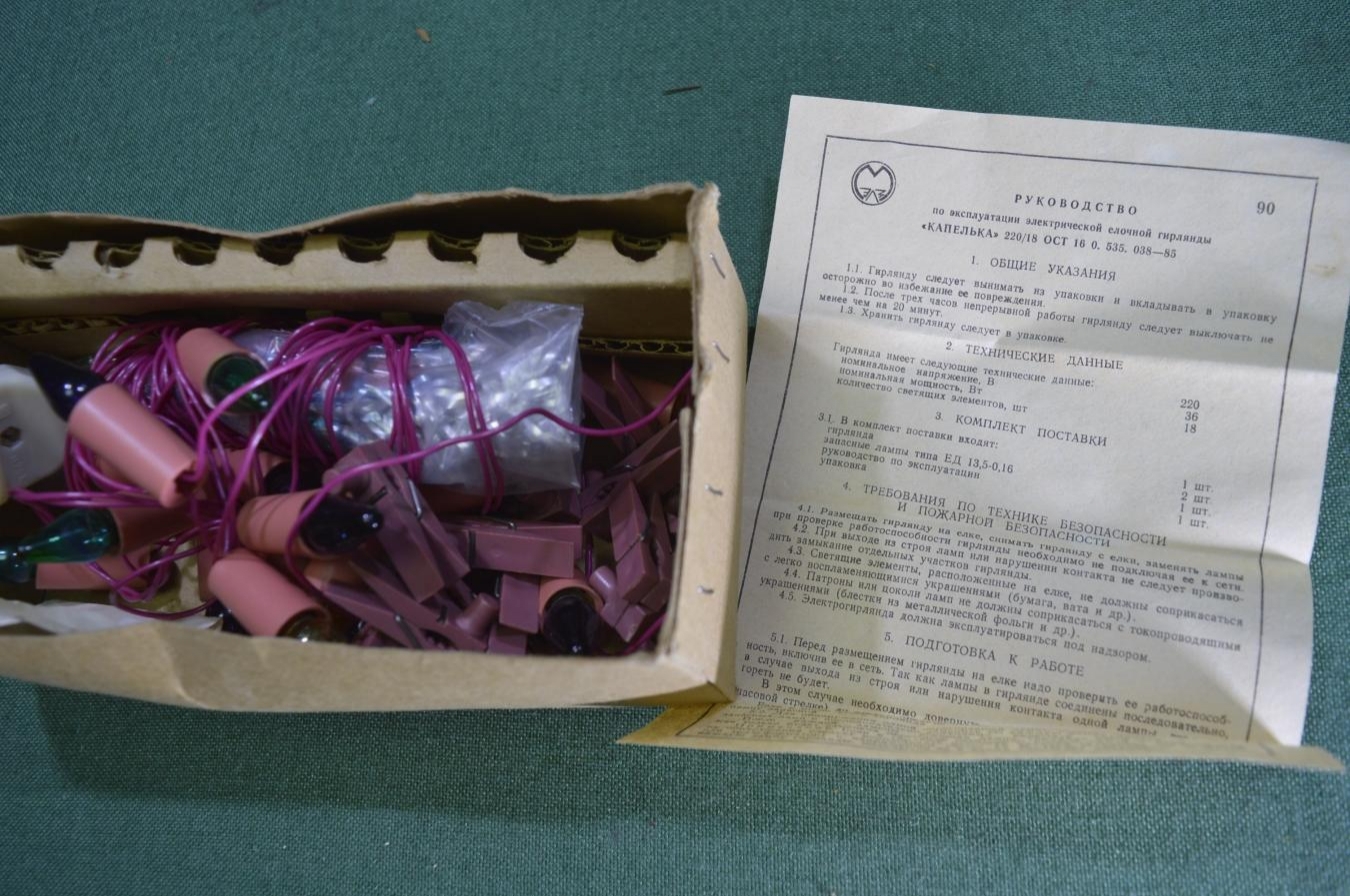 90
РУКОВОДСТВО
по эксплуатации электрической елочной гирлянды
«КАПЕЛЬКА» 220/18 ОСТ 16 0. 535. 038—85
1. ОБЩИЕ УКАЗАНИЯ
1.1. Гирлянду следует вынимать из упаковки и вкладывать в упаковку
осторожно во избежание ее повреждения.
1.2. После трех часов непрерывной работы гирлянду следует выключать не
менее чем на 20 минут.
1.3. Хранить гирлянду следует в упаковке.
2. ТЕХНИЧЕСКИЕ ДАННЫЕ
Гирлянда имеет следующие технические данные:
номинальное напряжение, В 220
номинальная мощность, Вт 36
количество светящих элементов, шт 18
3. КОМПЛЕКТ ПОСТАВКИ
3.1. В комплект поставки входят:
гирлянда 1 шт.
запасные лампы типа ЕД 13,5-0,16 2 шт.
руководство по эксплуатации 1 шт.
упаковка 1 шт.
4. ТРЕБОВАНИЯ ПО ТЕХНИКЕ БЕЗОПАСНОСТИ
И ПОЖАРНОЙ БЕЗОПАСНОСТИ
4.1. Размещать гирлянду на елке, снимать гирлянду с елки, заменять лампы
при проверке работоспособности гирлянды необходимо не подключая ее к сети.
4.2. При выходе из строя ламп или нарушении контакта не следует произво-
дить замыкание отдельных участков гирлянды.
4.3. Светящие элементы, расположенные на елке, не должны соприкасаться
с легко воспламеняющимися украшениями (бумага, вата и др.).
4.4. Патроны или цоколи ламп не должны соприкасаться с токопроводящими
украшениями (блестки из металлической фольги и др.).
4.5. Электрогирлянда должна эксплуатироваться под надзором.
5. ПОДГОТОВКА К РАБОТЕ
5.1. Перед размещением гирлянды на елке надо проверить ее работоспособ-
ность, включив ее в сеть. Так как лампы в гирлянде соединены последовательно,
в случае выхода из строя или нарушения контакта одной лампы
гореть не будет.
В этом случае необходимо довернуть
часовой стрелке)